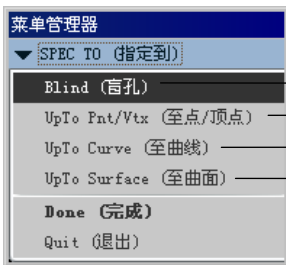 菜单管理器
SPEC TO (指定到)
Blind (盲孔)
UpTo Pnt/Vtx (至点/顶点)
UpTo Curve (至曲线)
UpTo Surface (至曲面)
Done (完成)
Quit (退出)